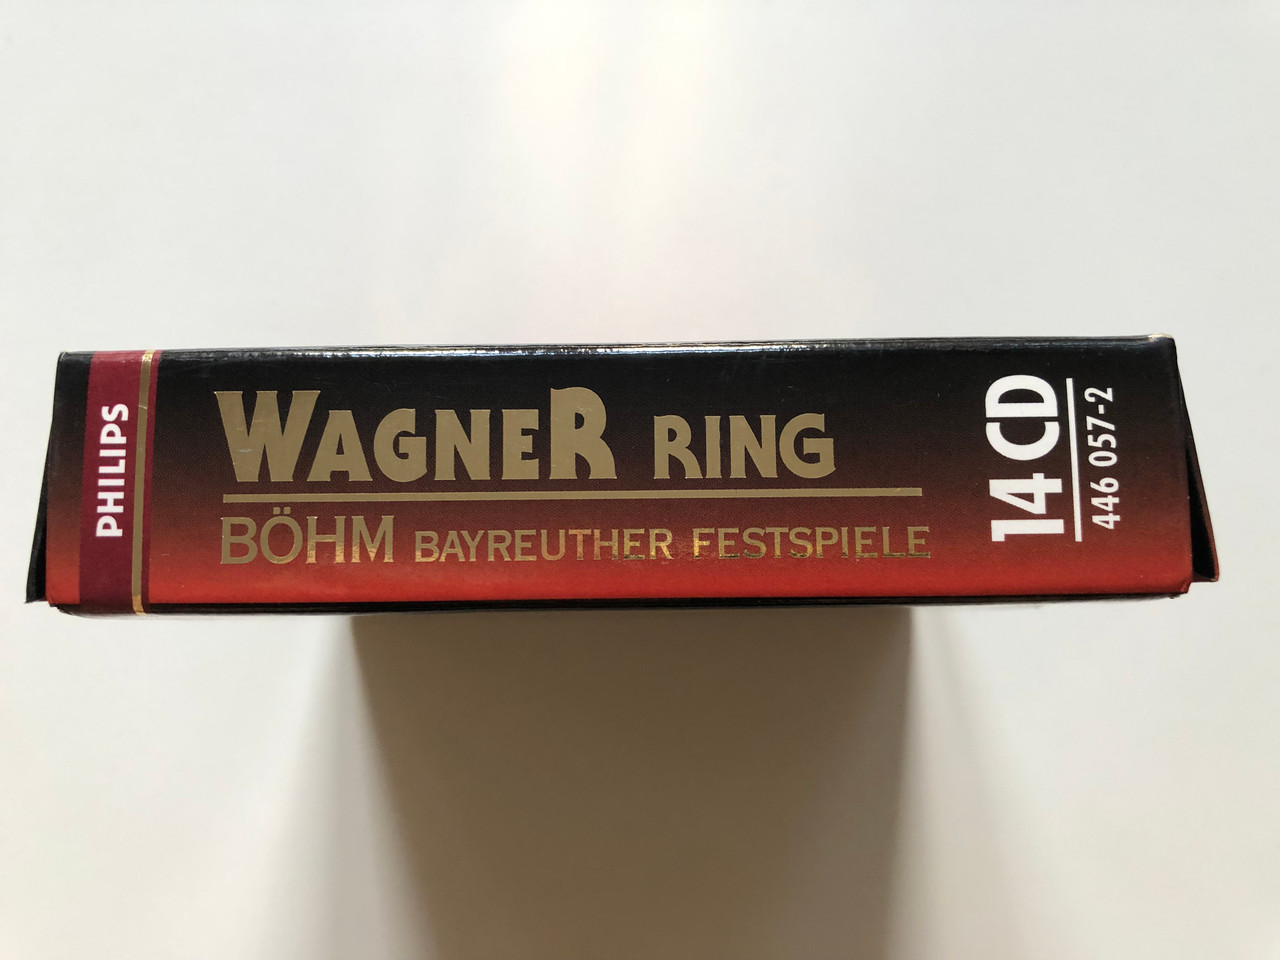 PHILIPS
WAGNER RING
BÖHM BAYREUTHER FESTSPIELE
14 CD
446 057-2